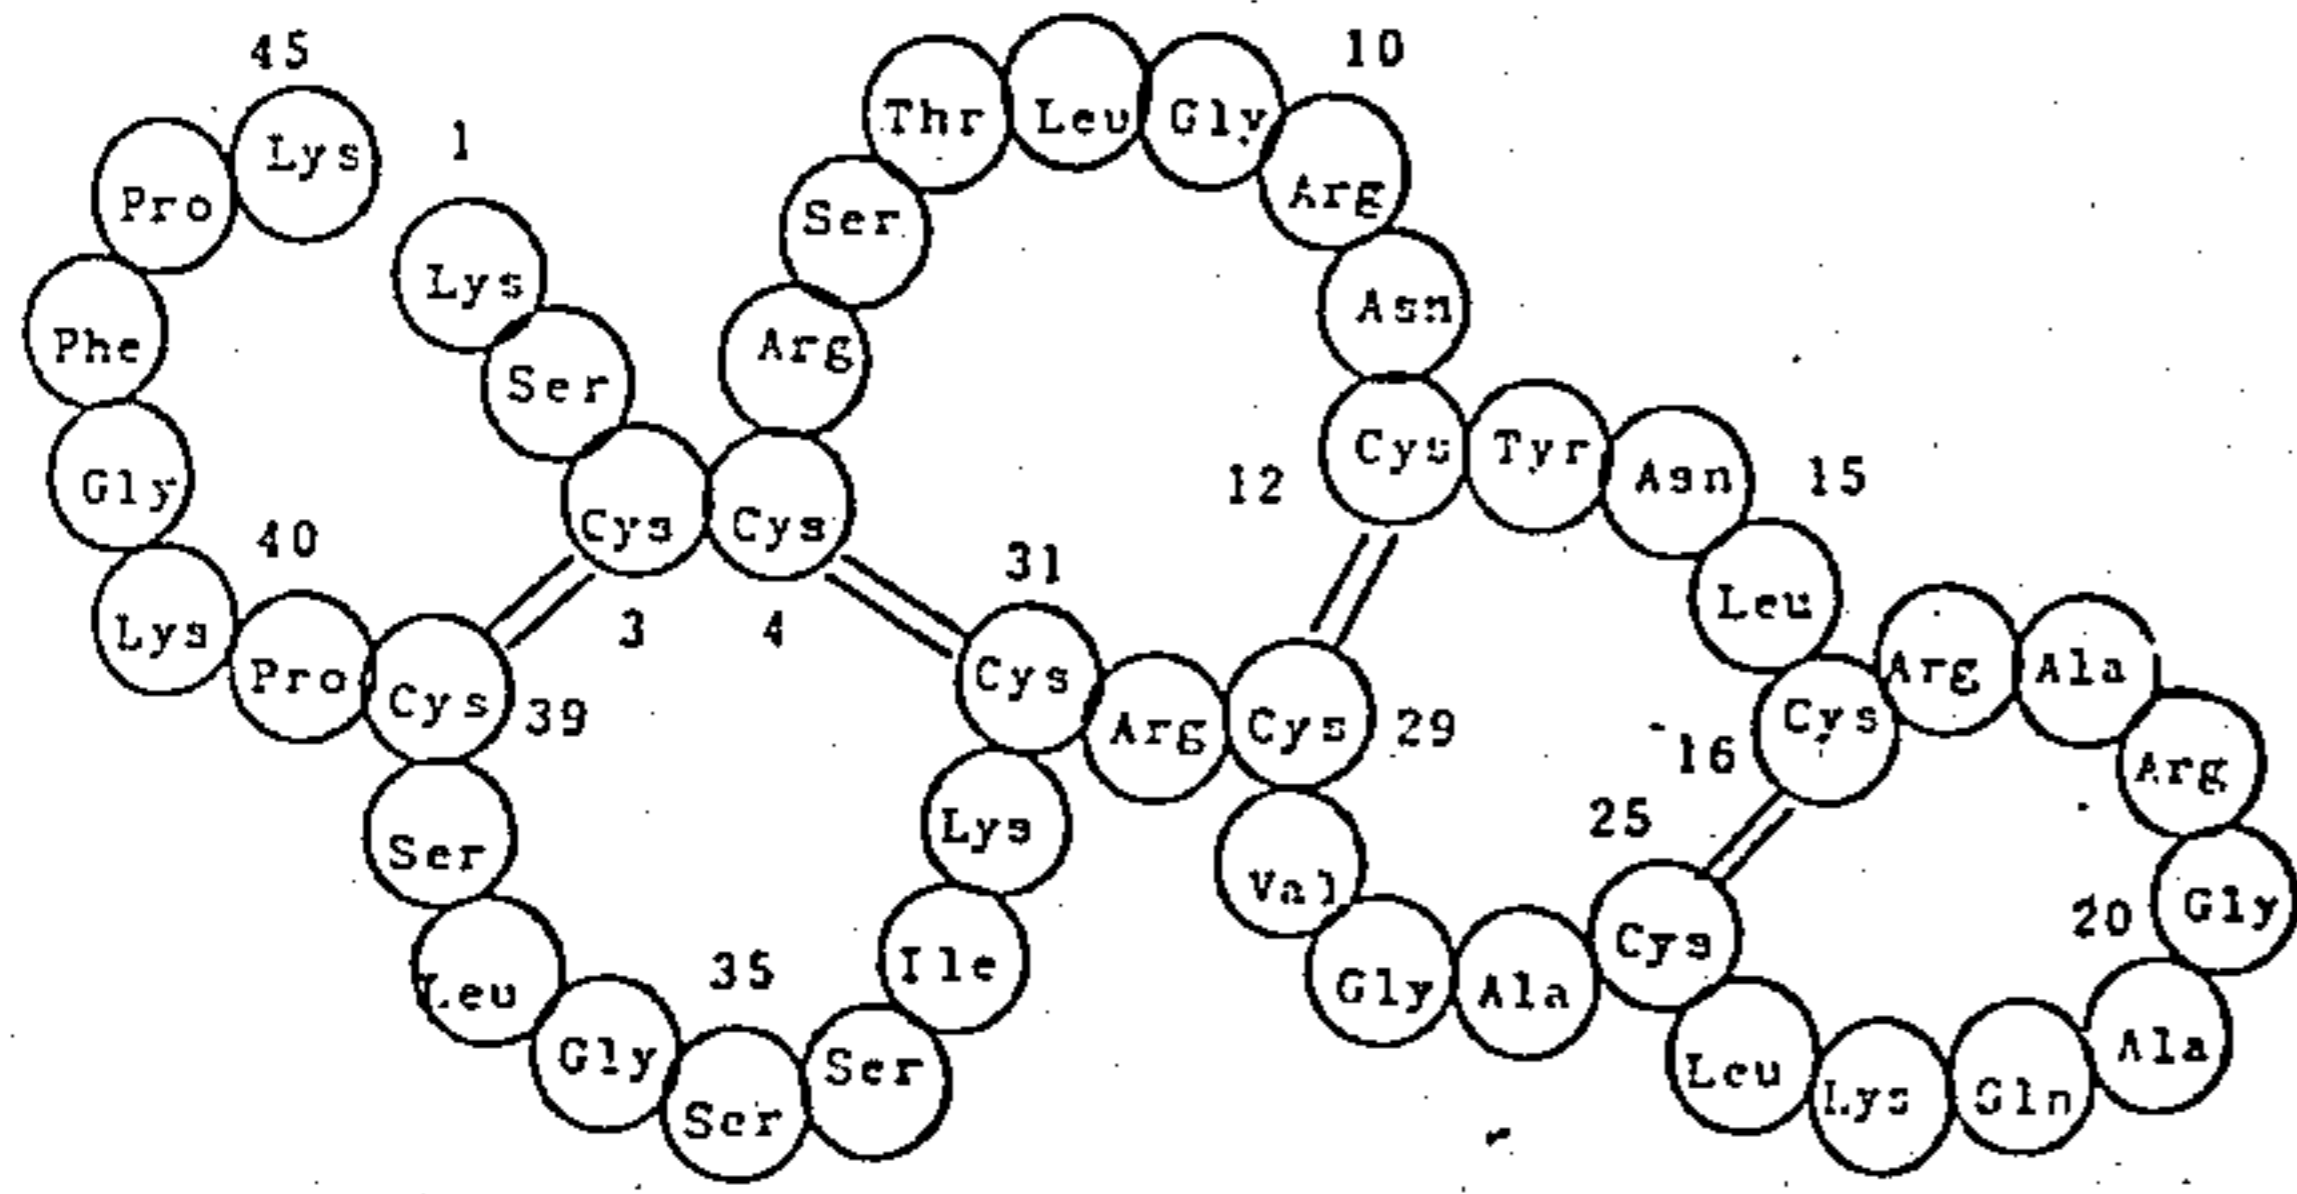 45
Lys
1
Pro
Lys
Phe
Ser
Gly
Cys
Cys
40
3
4
Lys
Pro
Cys
39
Arg
Ser
Thr
Leu
Gly
10
Arg
Asn
Cys
Tyr
Asn
15
12
Leu
31
Cys
Arg
Cys
29
16
Cys
Arg
Ala
Arg
Gly
20
Ala
Gln
Lys
Leu
25
Cys
Ala
Gly
Val
Lys
Ile
Ser
35
Ser
Gly
Leu
Ser